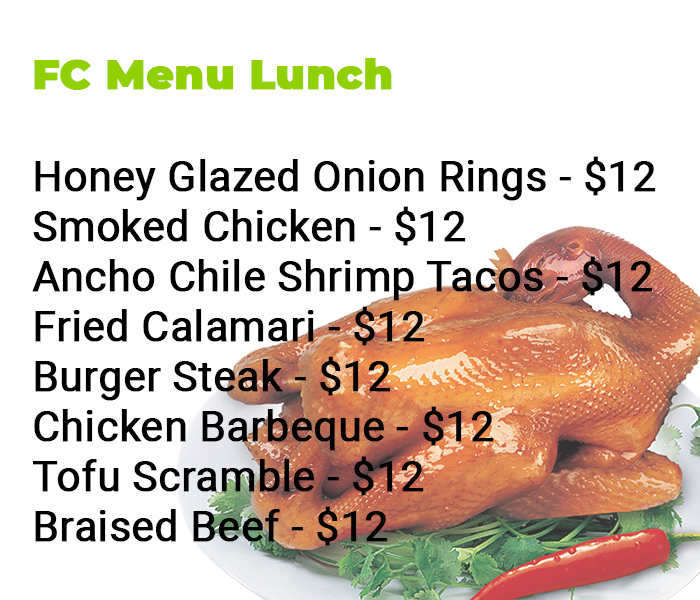 FC Menu Lunch
Honey Glazed Onion Rings - $12
Smoked Chicken - $12
Ancho Chile Shrimp Tacos - $12
Fried Calamari - $12
Burger Steak - $12
Chicken Barbeque - $12
Tofu Scramble - $12
Braised Beef - $12